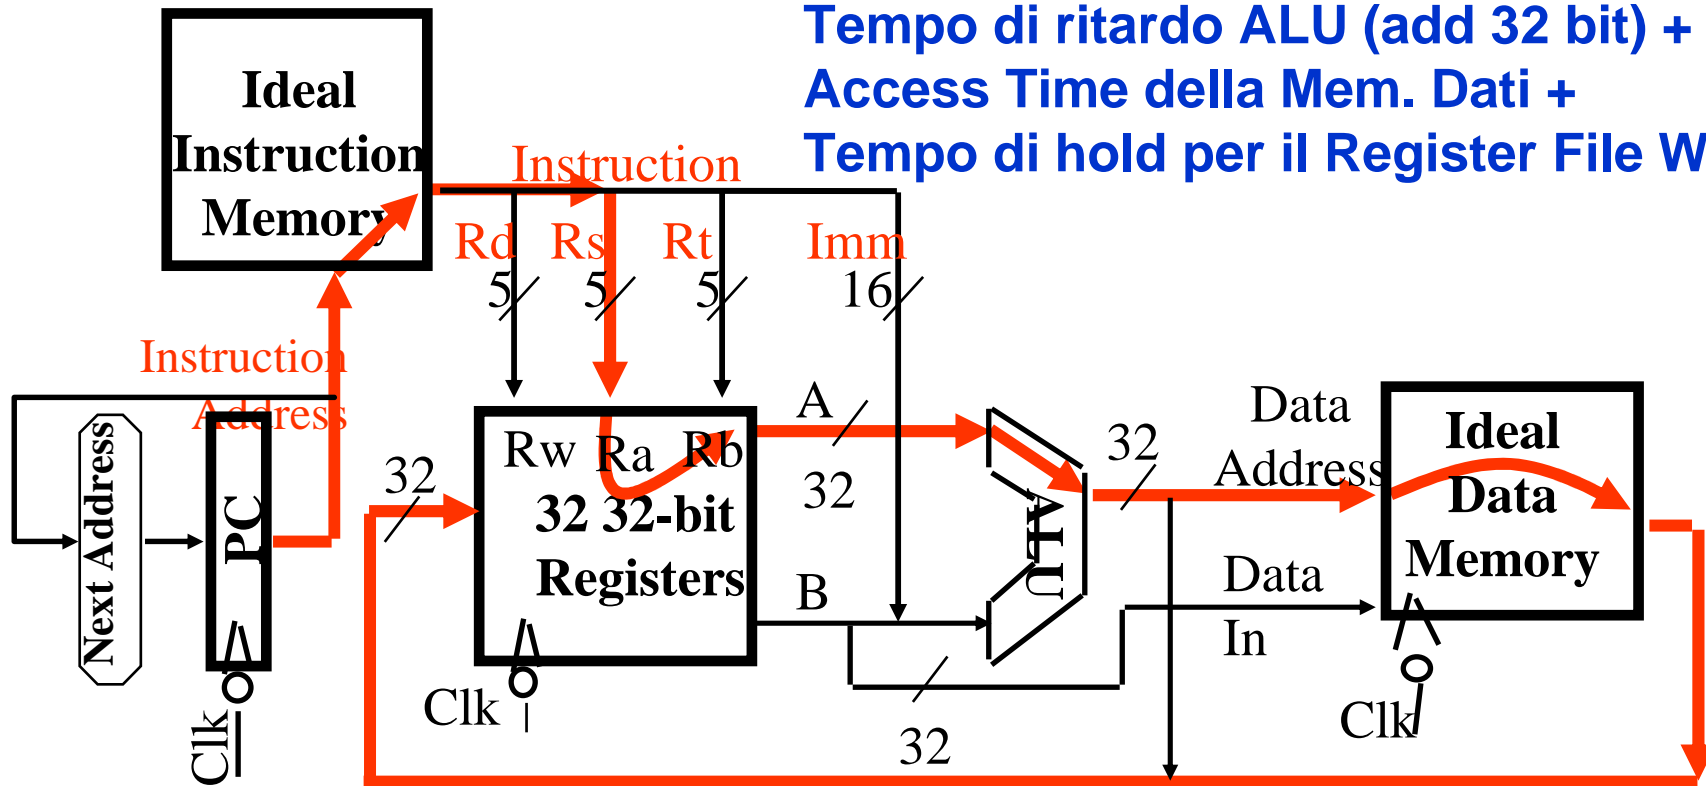 Tempo di ritardo ALU (add 32 bit) +
Access Time della Mem. Dati +
Tempo di hold per il Register File W
Ideal
Instruction
Memory
Instruction
Rd Rs Rt Imm
5 5 5 16
Instruction
Address
Next Address
PC
Clk
32
Rw Ra Rb
32 32-bit
Registers
Clk
A
32
B
32
ALU
32
Data
Address
Data
In
Ideal
Data
Memory
Clk